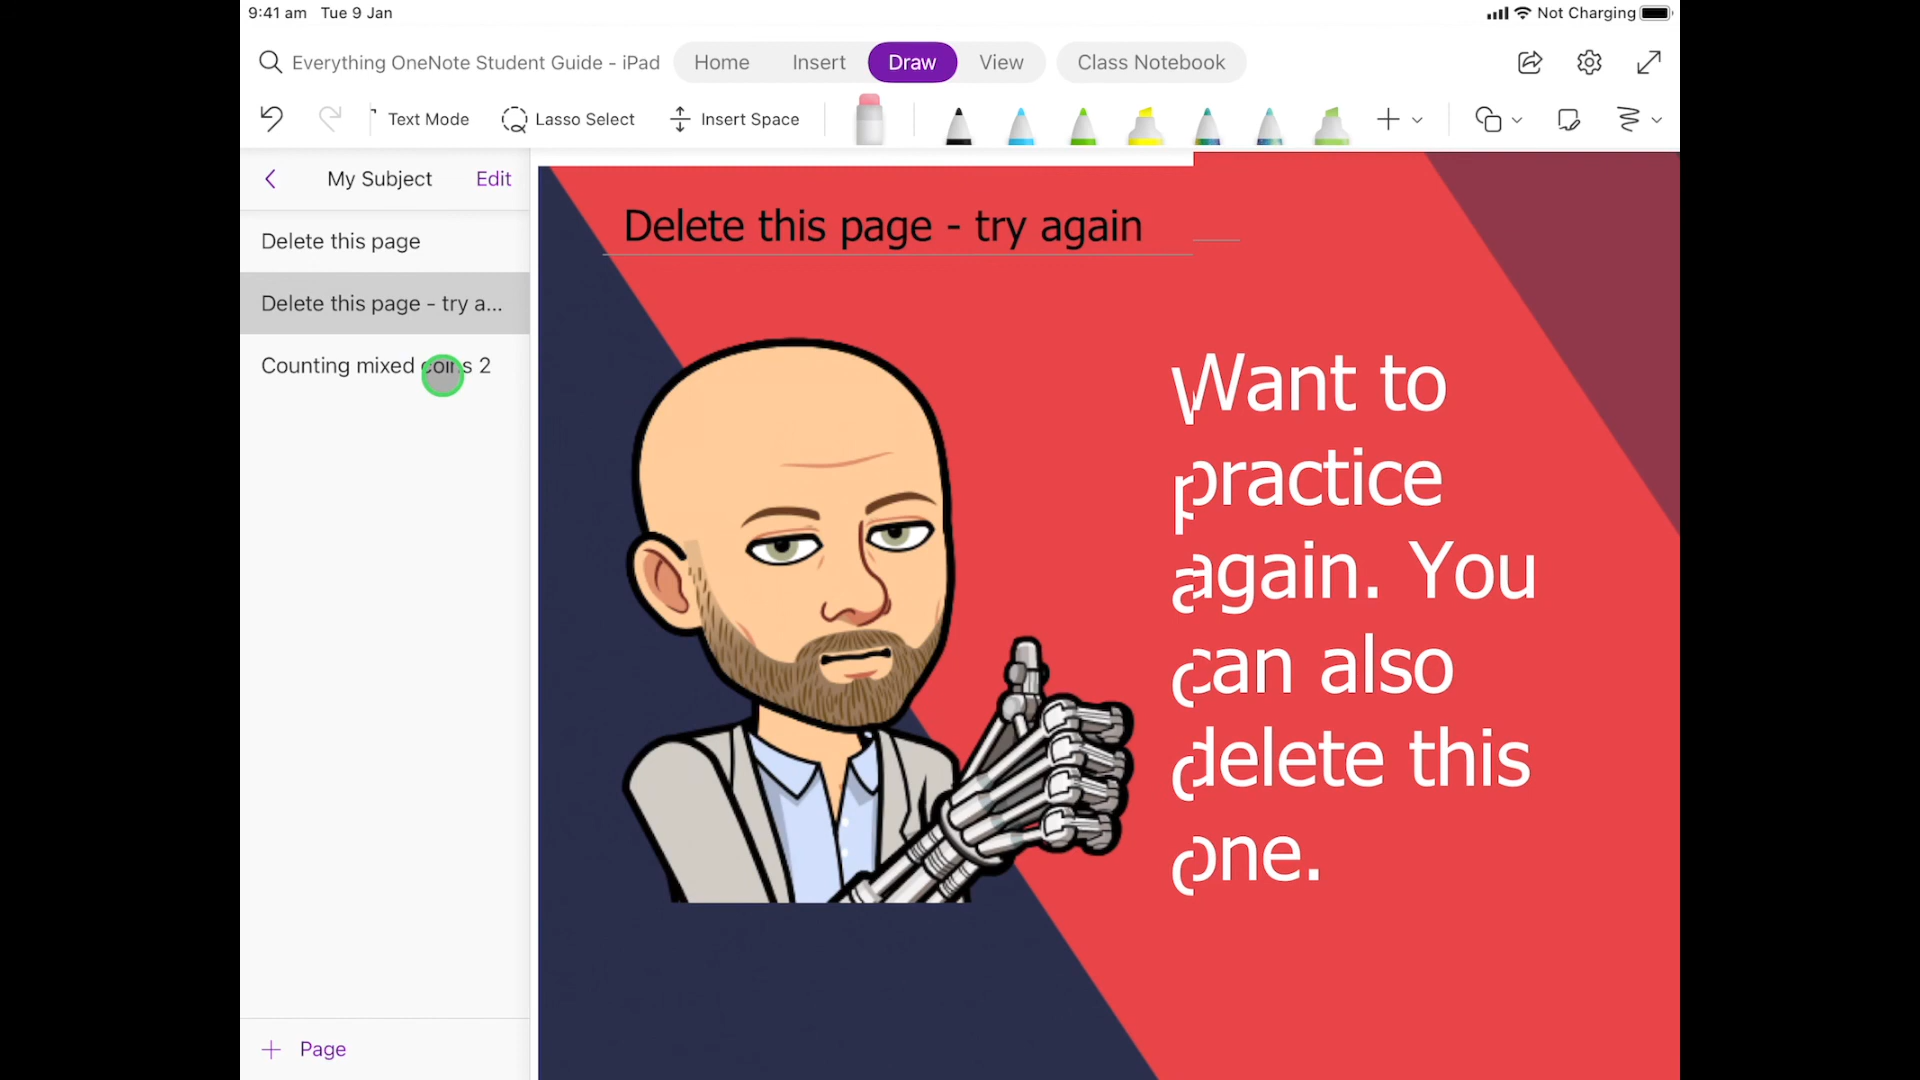 9:41 am Tue 9 Jan
Not Charging
Everything OneNote Student Guide - iPad
Home Insert Draw View Class Notebook
Text Mode Lasso Select Insert Space
My Subject Edit
Delete this page
Delete this page - try a...
Counting mixed coins 2
Page
Delete this page - try again
Want to
practice
again. You
can also
delete this
one.